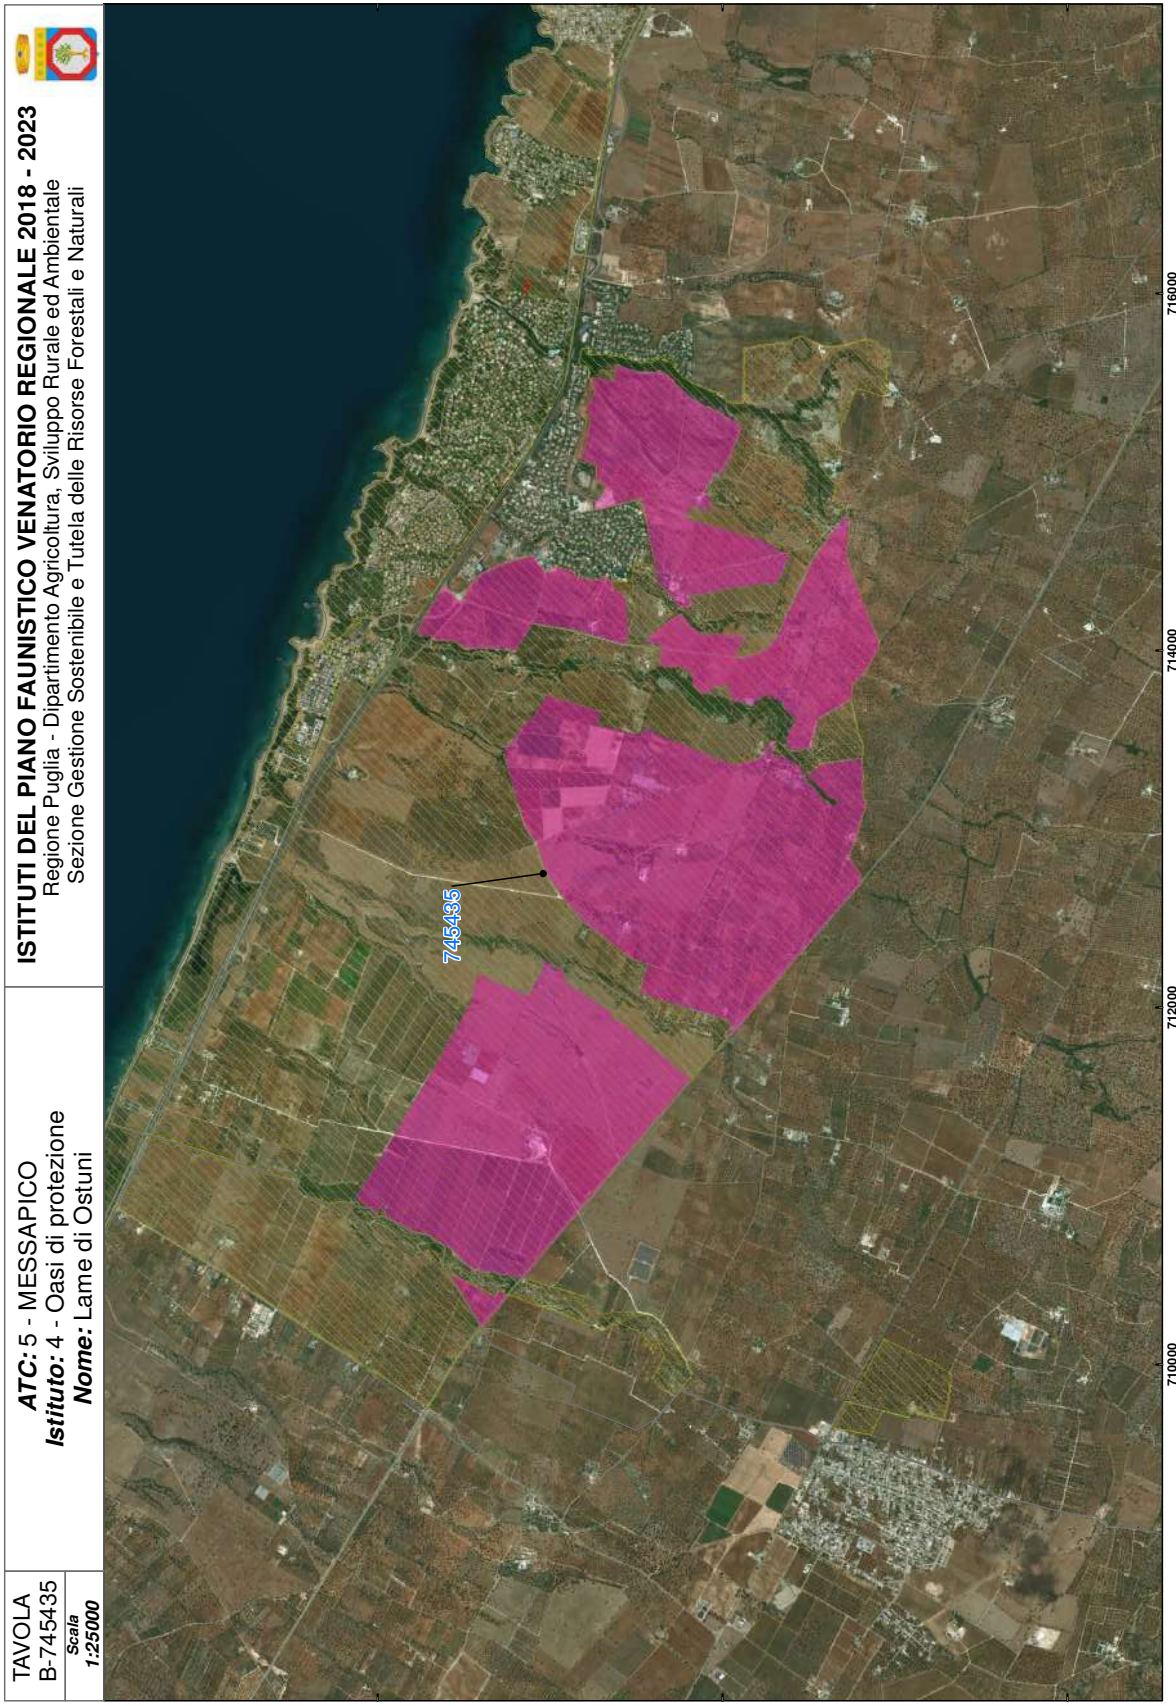 TAVOLA
B-745435
Scala
1:25000
ATC: 5 - MESSAPICO
Istituto: 4 - Oasi di protezione
Nome: Lame di Ostuni
ISTITUTI DEL PIANO FAUNISTICO VENATORIO REGIONALE 2018 - 2023
Regione Puglia - Dipartimento Agricoltura, Sviluppo Rurale ed Ambientale
Sezione Gestione Sostenibile e Tutela delle Risorse Forestali e Naturali
745435
710000
712000
714000
716000